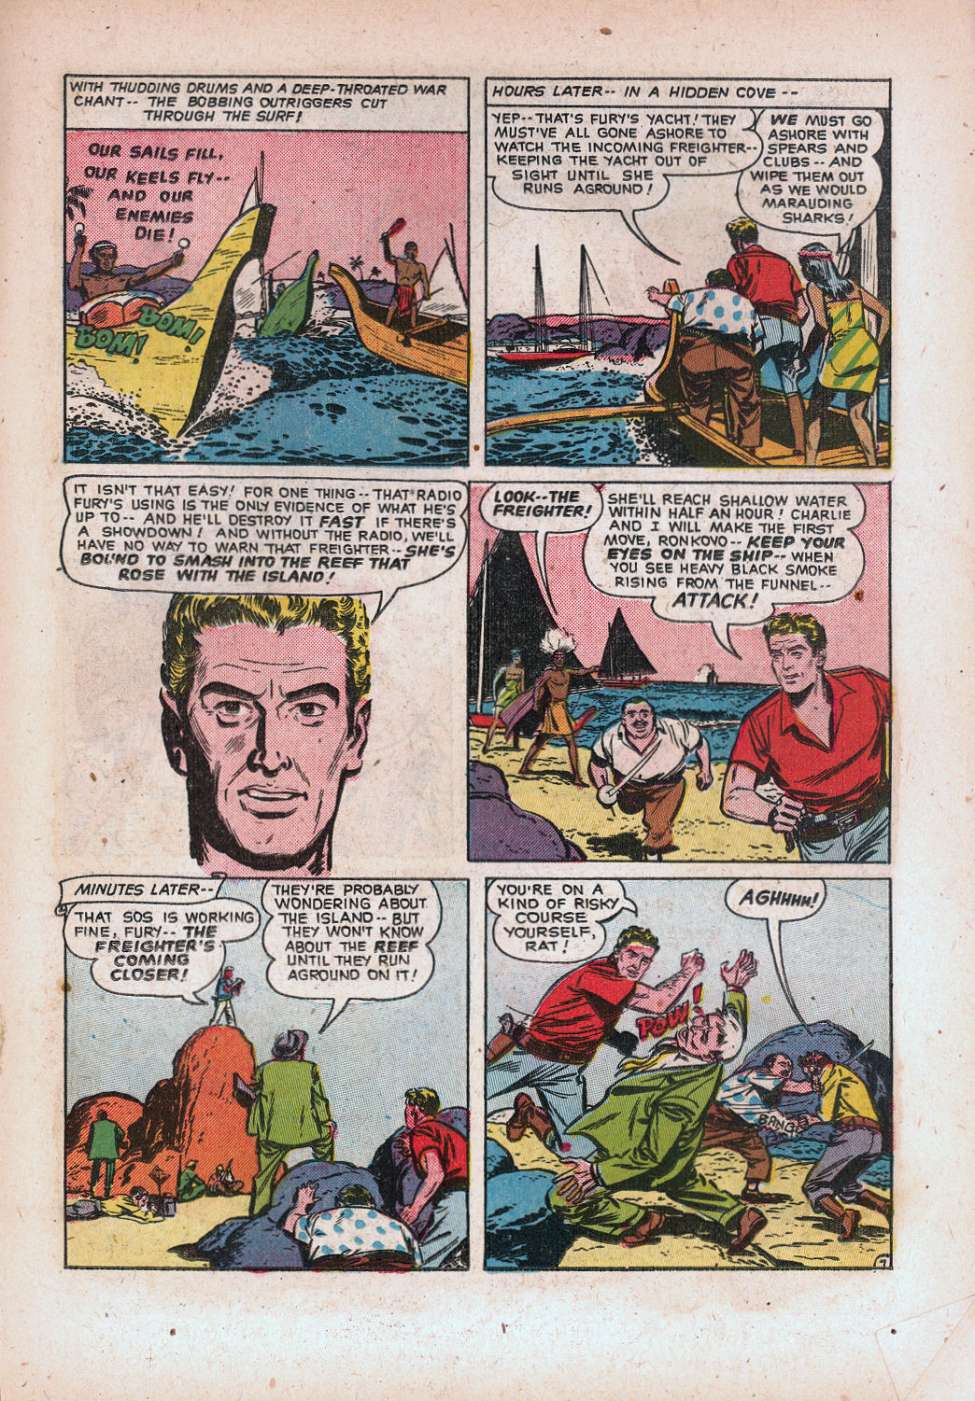 WITH THUDDING DRUMS AND A DEEP-THROATED WAR
CHANT-- THE BOBBING OUTRIGGERS CUT
THROUGH THE SURF!
OUR SAILS FILL,
OUR KEELS FLY--
AND OUR
ENEMIES
DIE!
BOM!
BOM!
HOURS LATER-- IN A HIDDEN COVE--
YEP-- THAT'S FURY'S YACHT! THEY
MUST'VE ALL GONE ASHORE TO
WATCH THE INCOMING FREIGHTER--
KEEPING THE YACHT OUT OF
SIGHT UNTIL SHE
RUNS AGROUND!
WE MUST GO
ASHORE WITH
SPEARS AND
CLUBS-- AND
WIPE THEM OUT
AS WE WOULD
MARAUDING
SHARKS!
IT ISN'T THAT EASY! FOR ONE THING-- THAT RADIO
FURY'S USING IS THE ONLY EVIDENCE OF WHAT HE'S
UP TO-- AND HE'LL DESTROY IT FAST IF THERE'S
A SHOWDOWN! AND WITHOUT THE RADIO, WE'LL
HAVE NO WAY TO WARN THAT FREIGHTER-- SHE'S
BOUND TO SMASH INTO THE REEF THAT
ROSE WITH THE ISLAND!
LOOK--THE
FREIGHTER!
SHE'LL REACH SHALLOW WATER
WITHIN HALF AN HOUR! CHARLIE
AND I WILL MAKE THE FIRST
MOVE, RONKOVO-- KEEP YOUR
EYES ON THE SHIP-- WHEN
YOU SEE HEAVY BLACK SMOKE
RISING FROM THE FUNNEL--
ATTACK!
MINUTES LATER--
THAT SOS IS WORKING
FINE, FURY-- THE
FREIGHTER'S
COMING
CLOSER!
THEY'RE PROBABLY
WONDERING ABOUT
THE ISLAND-- BUT
THEY WON'T KNOW
ABOUT THE REEF
UNTIL THEY RUN
AGROUND ON IT!
YOU'RE ON A
KIND OF RISKY
COURSE
YOURSELF,
RAT!
AGHHHH!
POW!
BANG
7